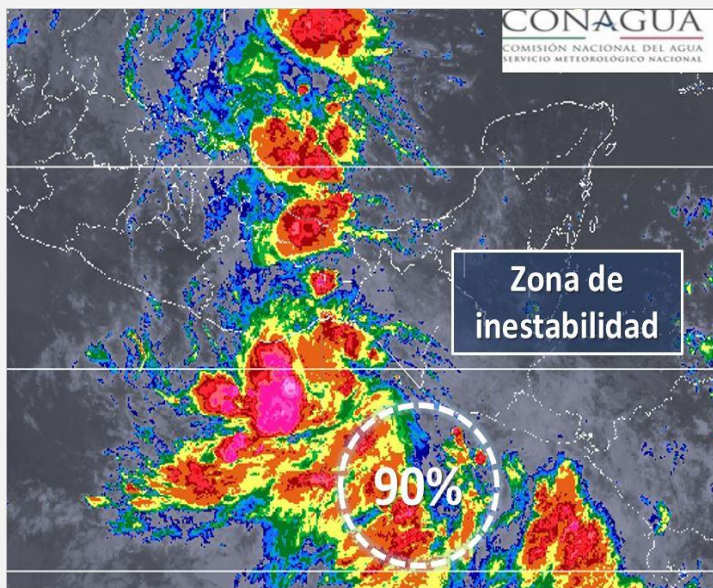 CONAGUA
COMISIÓN NACIONAL DEL AGUA
SERVICIO METEOROLÓGICO NACIONAL
Zona de
inestabilidad
90%